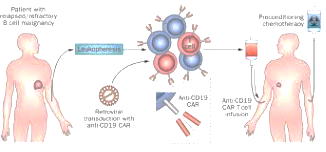 Patient with
relapsed/refractory
B cell malignancy
Leukopheresis
Retroviral
transduction with
anti-CD19 CAR
cell
Anti-CD19
CAR
Anti-CD19
CAR T cell
infusion
Preconditioning
chemotherapy